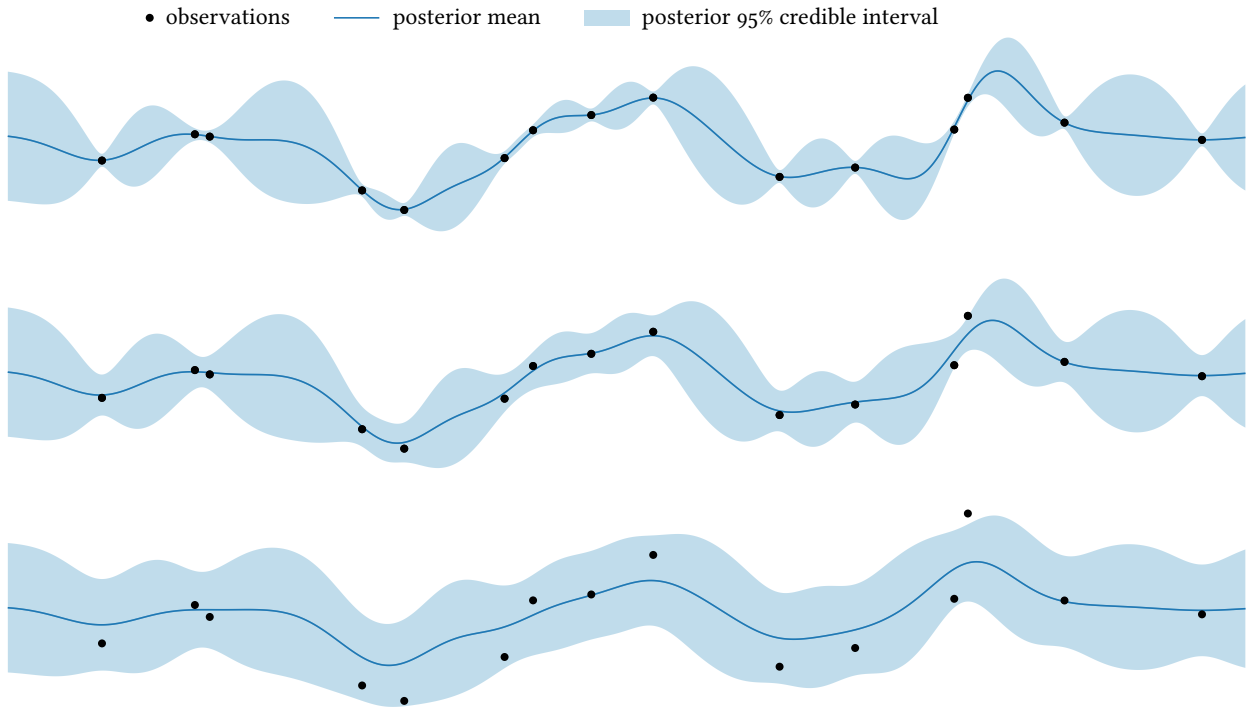 observations posterior mean posterior 95% credible interval